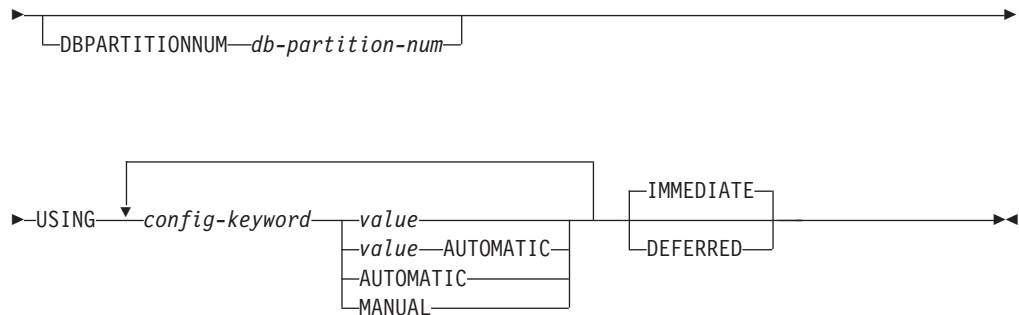 DBPARTITIONNUM db-partition-num
IMMEDIATE
USING config-keyword value
value AUTOMATIC DEFERRED
AUTOMATIC
MANUAL